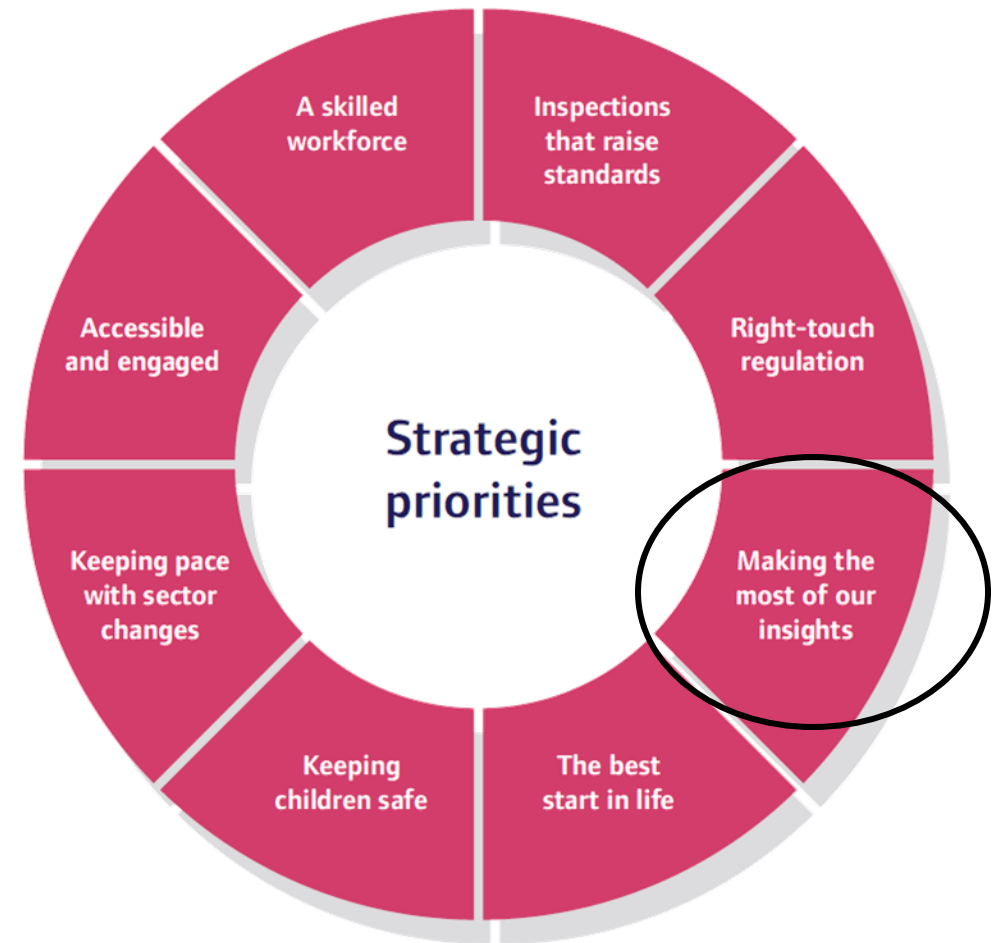 A skilled
workforce
Inspections
that raise
standards
Right-touch
regulation
Making the
most of our
insights
The best
start in life
Keeping
children safe
Keeping pace
with sector
changes
Accessible
and engaged
Strategic
priorities